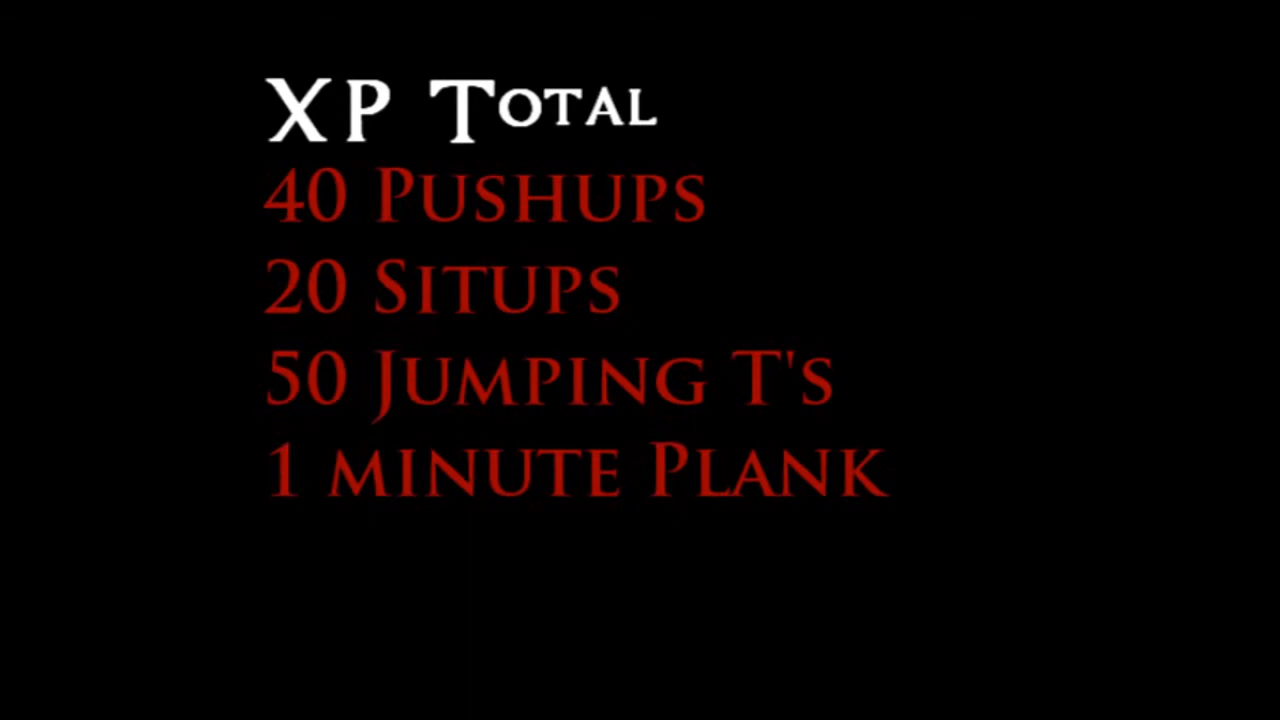 XP Total
40 Pushups
20 Situps
50 Jumping T's
1 minute Plank